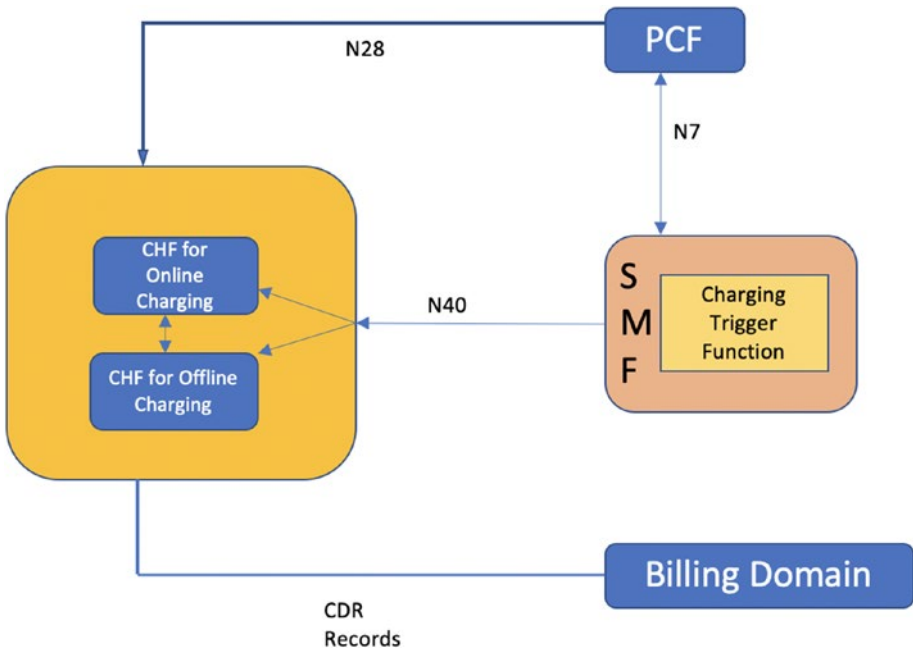 PCF
N28
N7
CHF for
Online
Charging
CHF for Offline
Charging
N40
S
M
F
Charging
Trigger
Function
Billing Domain
CDR
Records